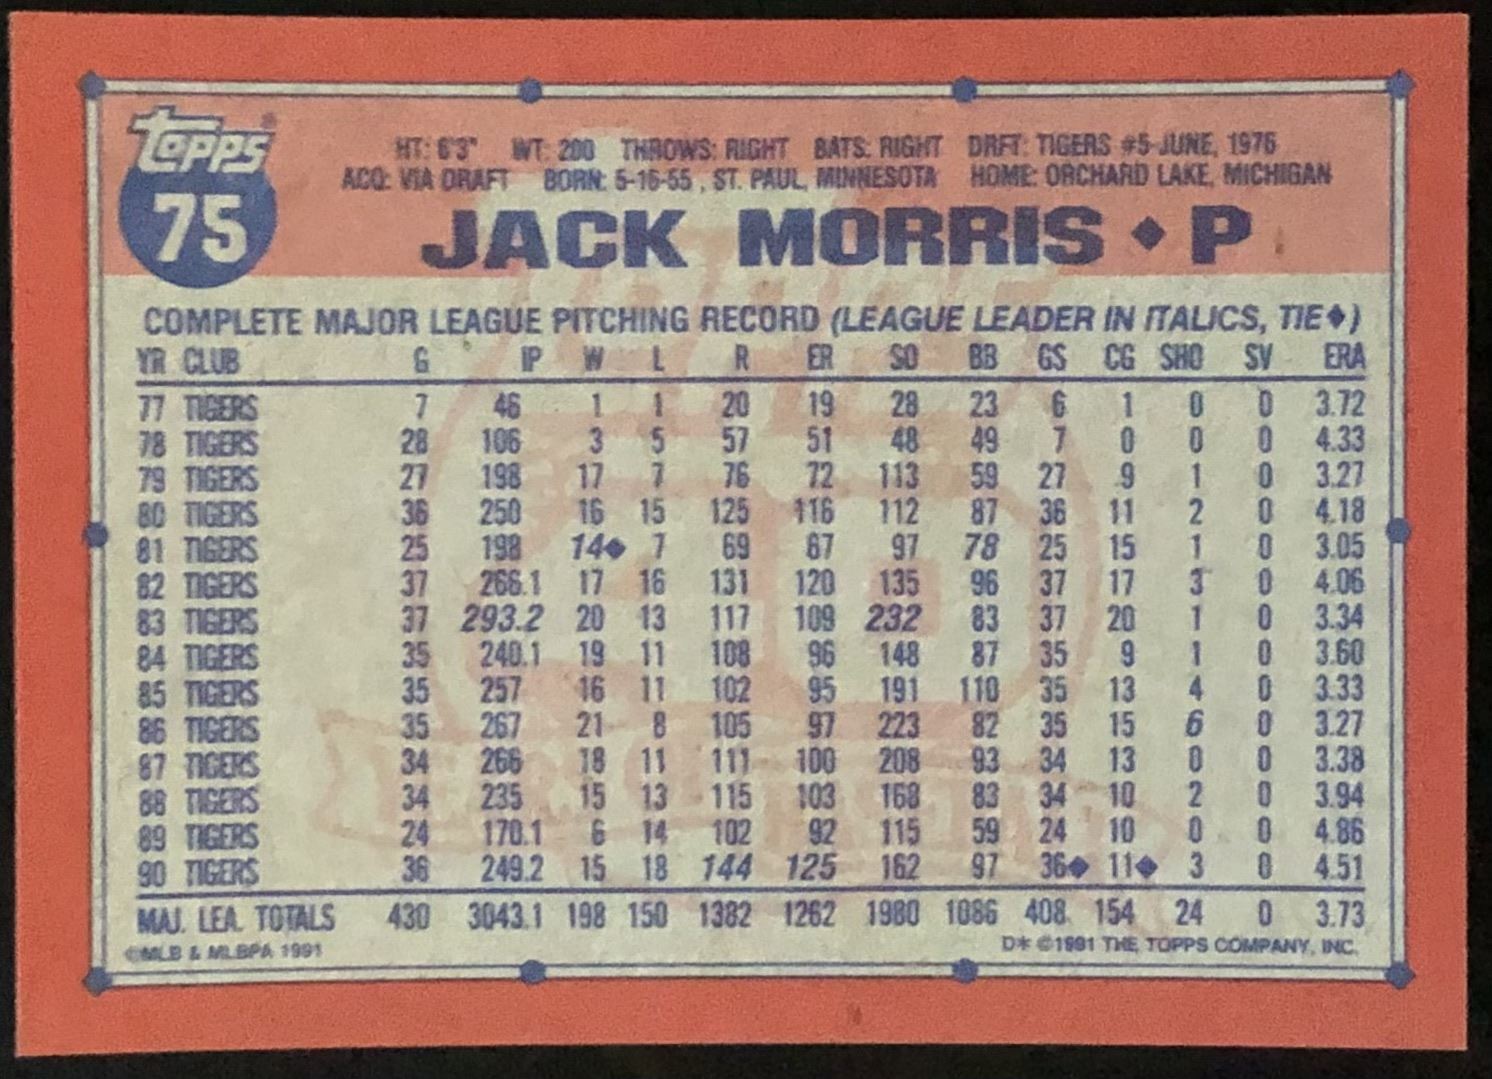 Topps®
75
HT: 6'3" WT: 200 THROWS: RIGHT BATS: RIGHT DRFT: TIGERS #5-JUNE, 1976
ACQ: VIA DRAFT BORN: 5-16-55, ST. PAUL, MINNESOTA HOME: ORCHARD LAKE, MICHIGAN
JACK MORRIS ♦ P
COMPLETE MAJOR LEAGUE PITCHING RECORD (LEAGUE LEADER IN ITALICS, TIE♦)
YR CLUB G IP W L R ER SO BB GS CG SHO SV ERA
77 TIGERS 7 46 1 1 20 19 28 23 6 1 0 0 3.72
78 TIGERS 28 106 3 5 57 51 48 49 7 0 0 0 4.33
79 TIGERS 27 198 17 7 76 72 113 59 27 9 1 0 3.27
80 TIGERS 36 250 16 15 125 116 112 87 36 11 2 0 4.18
81 TIGERS 25 198 14♦ 7 69 67 97 78 25 15 1 0 3.05
82 TIGERS 37 266.1 17 16 131 120 135 96 37 17 3 0 4.06
83 TIGERS 37 293.2 20 13 117 109 232 83 37 20 1 0 3.34
84 TIGERS 35 240.1 19 11 108 96 148 87 35 9 1 0 3.60
85 TIGERS 35 257 16 11 102 95 191 110 35 13 4 0 3.33
86 TIGERS 35 267 21 8 105 97 223 82 35 15 6 0 3.27
87 TIGERS 34 266 18 11 111 100 208 93 34 13 0 0 3.38
88 TIGERS 34 235 15 13 115 103 168 83 34 10 2 0 3.94
89 TIGERS 24 170.1 6 14 102 92 115 59 24 10 0 0 4.86
90 TIGERS 36 249.2 15 18 144 125 162 97 36♦ 11♦ 3 0 4.51
MAJ. LEA. TOTALS 430 3043.1 198 150 1382 1262 1980 1086 408 154 24 0 3.73
©MLB & MLBPA 1991
D* ©1991 THE TOPPS COMPANY, INC.